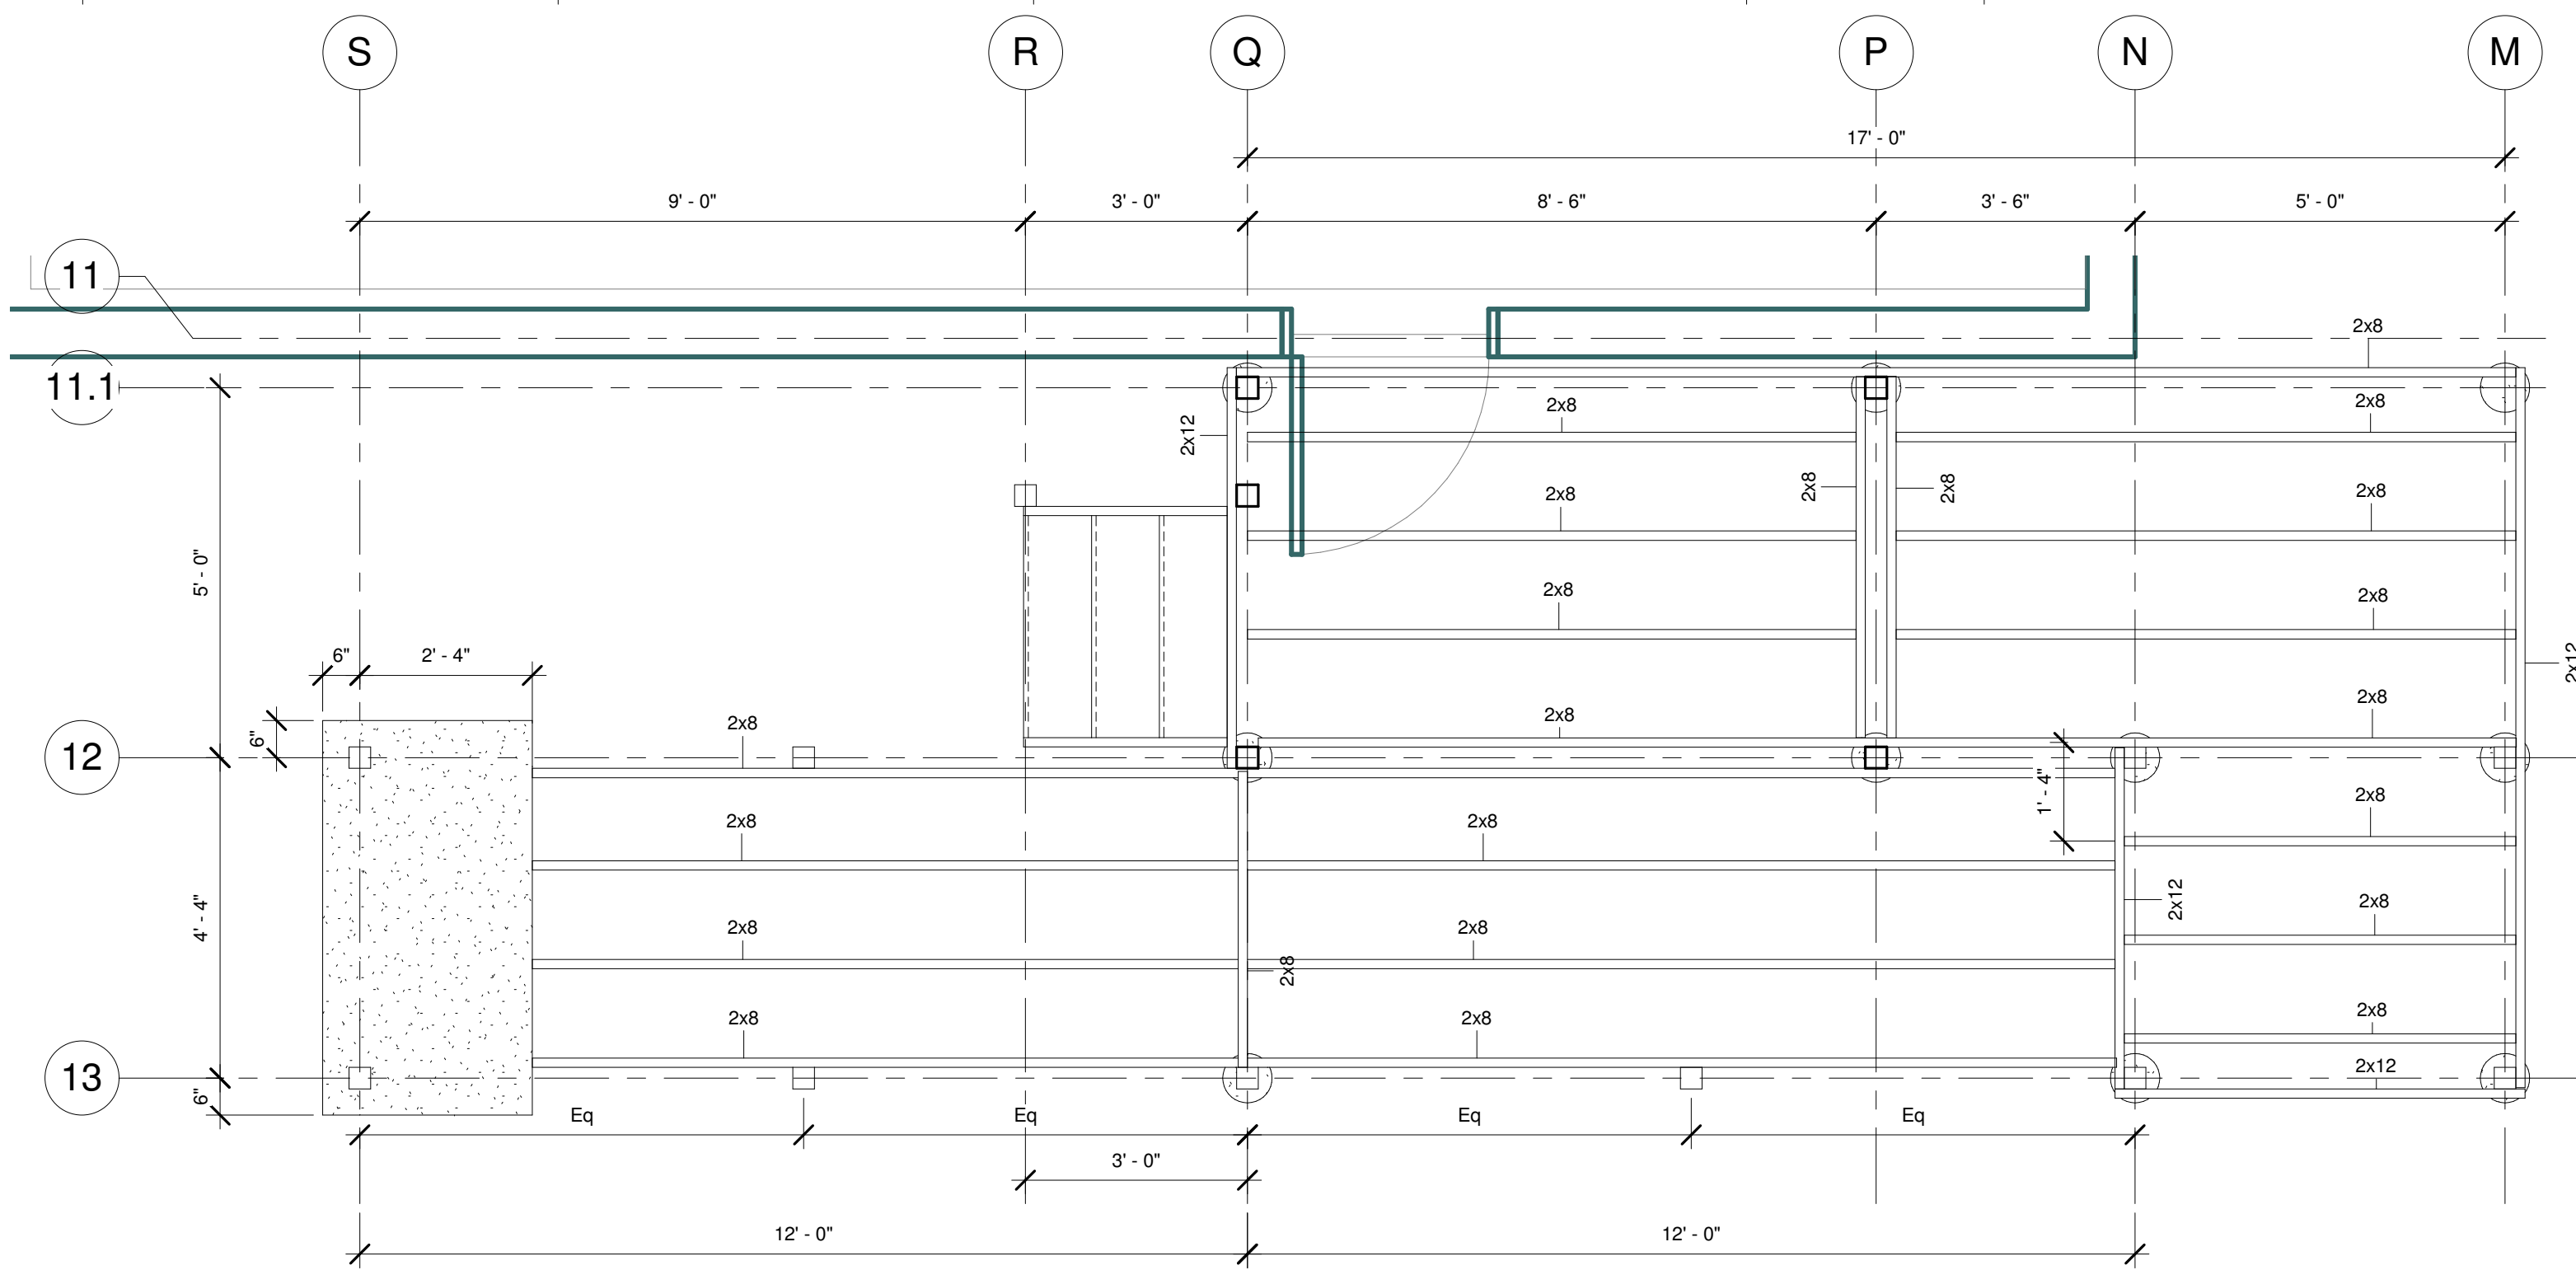 S R Q P N M
17' - 0"
9' - 0" 3' - 0" 8' - 6" 3' - 6" 5' - 0"
11
2x8
11.1
2x8 2x8
2x12
2x8 2x8
2x8 2x8
5' - 0"
2x8 2x8
6" 2' - 4"
2x12
2x8 2x8 2x8
6"
12
1' - 4"
2x8
2x8 2x8
4' - 4"
2x12
2x8
2x8 2x8
2x8
2x8 2x8 2x8
13
2x12
6"
Eq Eq Eq Eq
3' - 0"
12' - 0" 12' - 0"